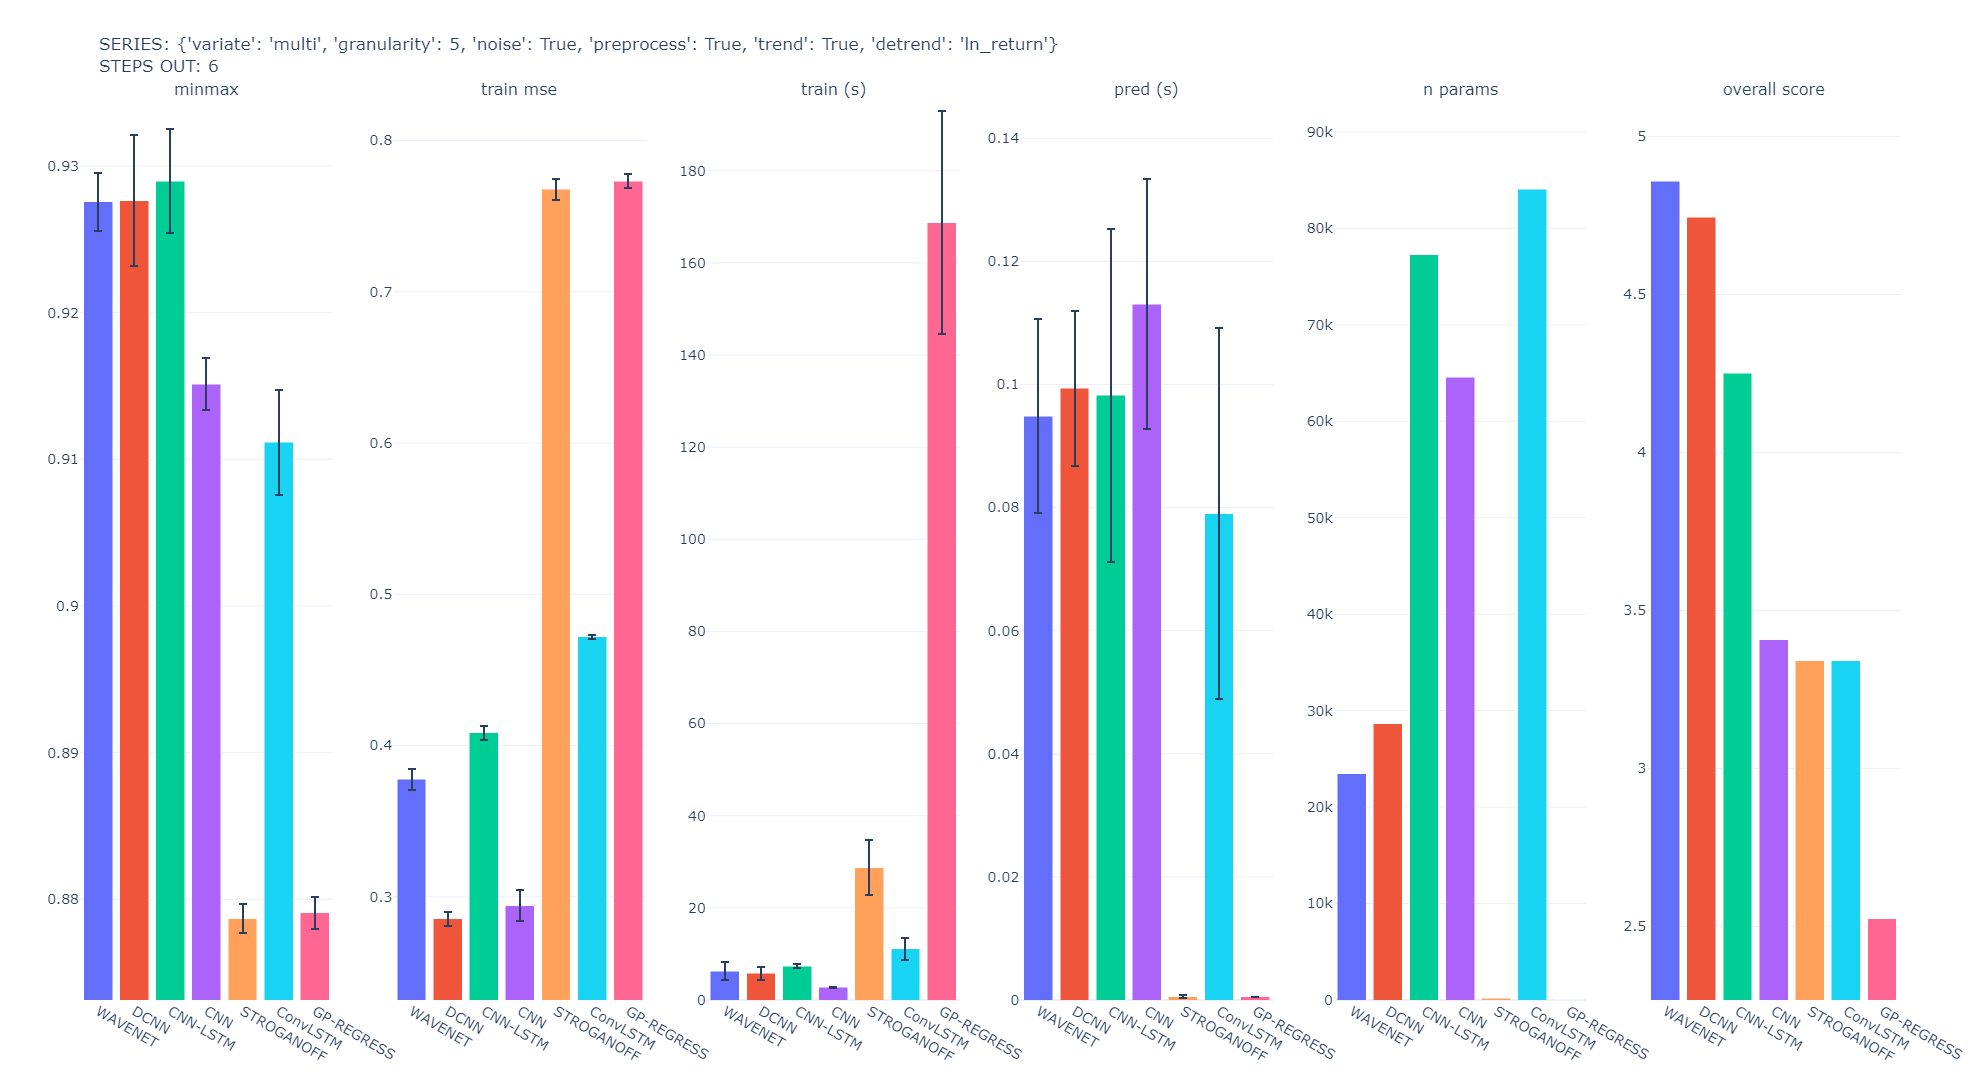 SERIES: {'variate': 'multi', 'granularity': 5, 'noise': True, 'preprocess': True, 'trend': True, 'detrend': 'ln_return'}
STEPS OUT: 6
minmax
0.93
0.92
0.91
0.9
0.89
0.88
WAVENET
DCNN
CNN-LSTM
CNN
STROGANOFF
ConvLSTM
GP-REGRESS
train mse
0.8
0.7
0.6
0.5
0.4
0.3
WAVENET
DCNN
CNN-LSTM
CNN
STROGANOFF
ConvLSTM
GP-REGRESS
train (s)
180
160
140
120
100
80
60
40
20
0
WAVENET
DCNN
CNN-LSTM
CNN
STROGANOFF
ConvLSTM
GP-REGRESS
pred (s)
0.14
0.12
0.1
0.08
0.06
0.04
0.02
0
WAVENET
DCNN
CNN-LSTM
CNN
STROGANOFF
ConvLSTM
GP-REGRESS
n params
90k
80k
70k
60k
50k
40k
30k
20k
10k
0
WAVENET
DCNN
CNN-LSTM
CNN
STROGANOFF
ConvLSTM
GP-REGRESS
overall score
5
4.5
4
3.5
3
2.5
WAVENET
DCNN
CNN-LSTM
CNN
STROGANOFF
ConvLSTM
GP-REGRESS